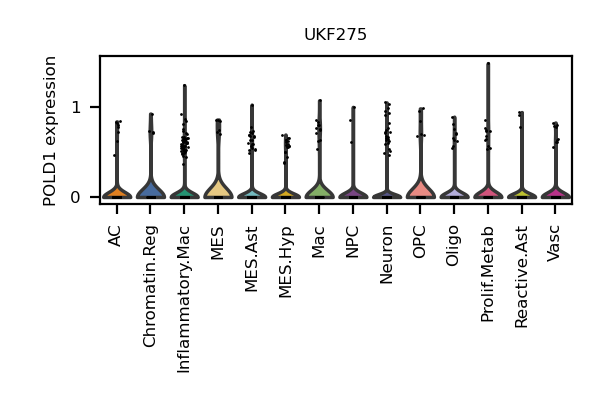 UKF275
POLD1 expression
1
0
AC
Chromatin.Reg
Inflammatory.Mac
MES
MES.Ast
MES.Hyp
Mac
NPC
Neuron
OPC
Oligo
Prolif.Metab
Reactive.Ast
Vasc